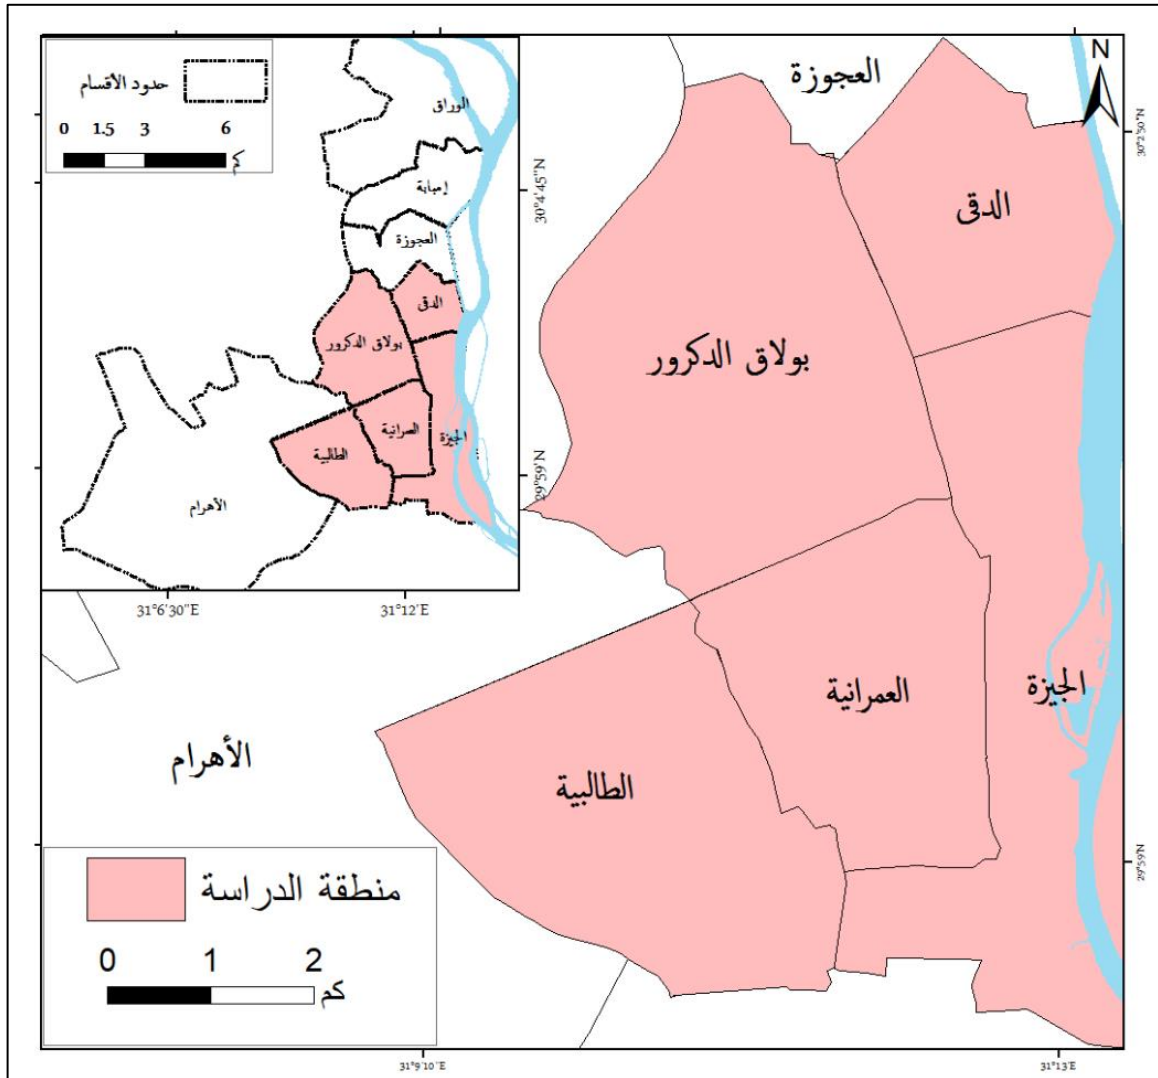 حدود الأقسام
0 1.5 3 6
كم
الوراق
إمبابة
العجوزة
الدقى
بولاق الدكرور
العمرانية
الجيزة
الطالبية
الأهرام
30°4'45"N
29°59'N
31°6'30"E
31°12'E
N
العجوزة
30°2'50"N
الدقى
بولاق الدكرور
العمرانية
الجيزة
الأهرام
الطالبية
29°59'N
منطقة الدراسة
0 1 2
كم
31°9'10"E
31°13'E